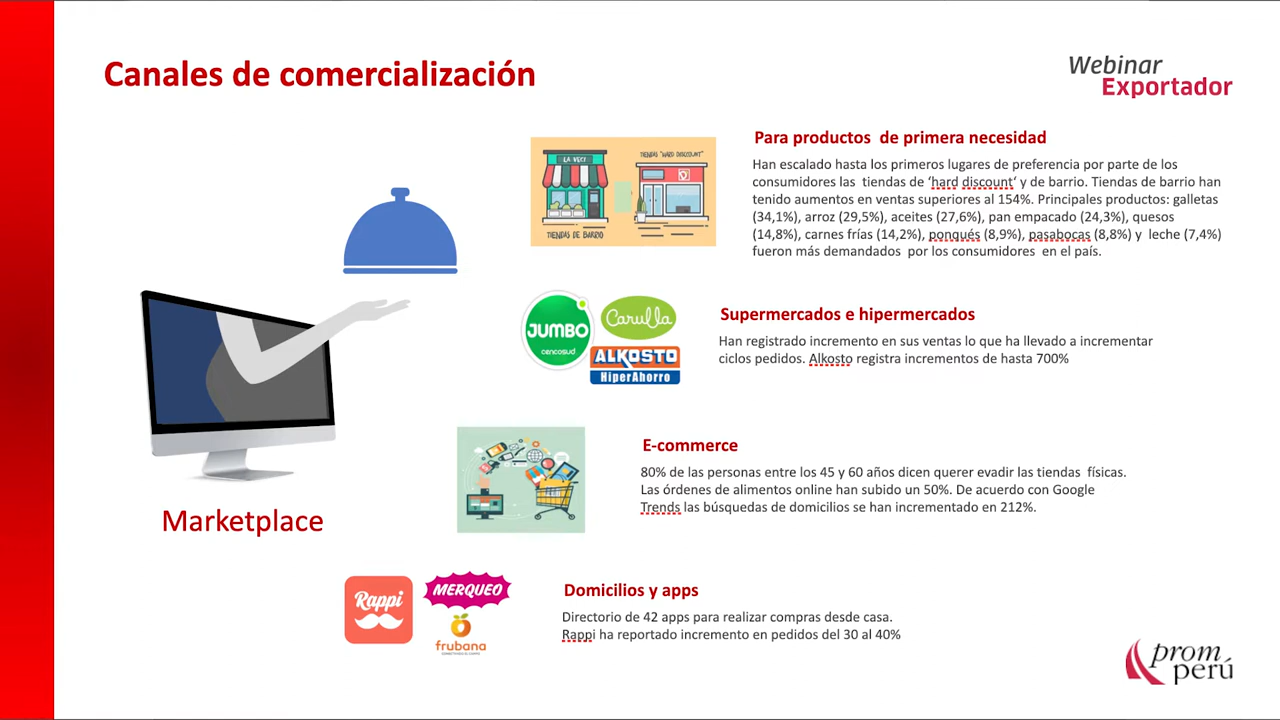 Canales de comercialización
Webinar
Exportador
Para productos  de primera necesidad
Han escalado hasta los primeros lugares de preferencia por parte de los
consumidores las  tiendas de ‘hard discount‘ y de barrio. Tiendas de barrio han
tenido aumentos en ventas superiores al 154%. Principales productos: galletas
(34,1%), arroz (29,5%), aceites (27,6%), pan empacado (24,3%), quesos
(14,8%), carnes frías (14,2%), ponqués (8,9%), pasabocas (8,8%) y  leche (7,4%)
fueron más demandados  por los consumidores  en el país.
LA VECI
TIENDAS "HARD DISCOUNT"
TIENDAS DE BARRIO
JUMBO
cencosud
Carulla
ALKOSTO
HiperAhorro
Supermercados e hipermercados
Han registrado incremento en sus ventas lo que ha llevado a incrementar
ciclos pedidos. Alkosto registra incrementos de hasta 700%
E-commerce
80% de las personas entre los 45 y 60 años dicen querer evadir las tiendas  físicas.
Las órdenes de alimentos online han subido un 50%. De acuerdo con Google
Trends las búsquedas de domicilios se han incrementado en 212%.
Marketplace
Rappi
MERQUEO
frubana
Domicilios y apps
Directorio de 42 apps para realizar compras desde casa.
Rappi ha reportado incremento en pedidos del 30 al 40%
prom
perú